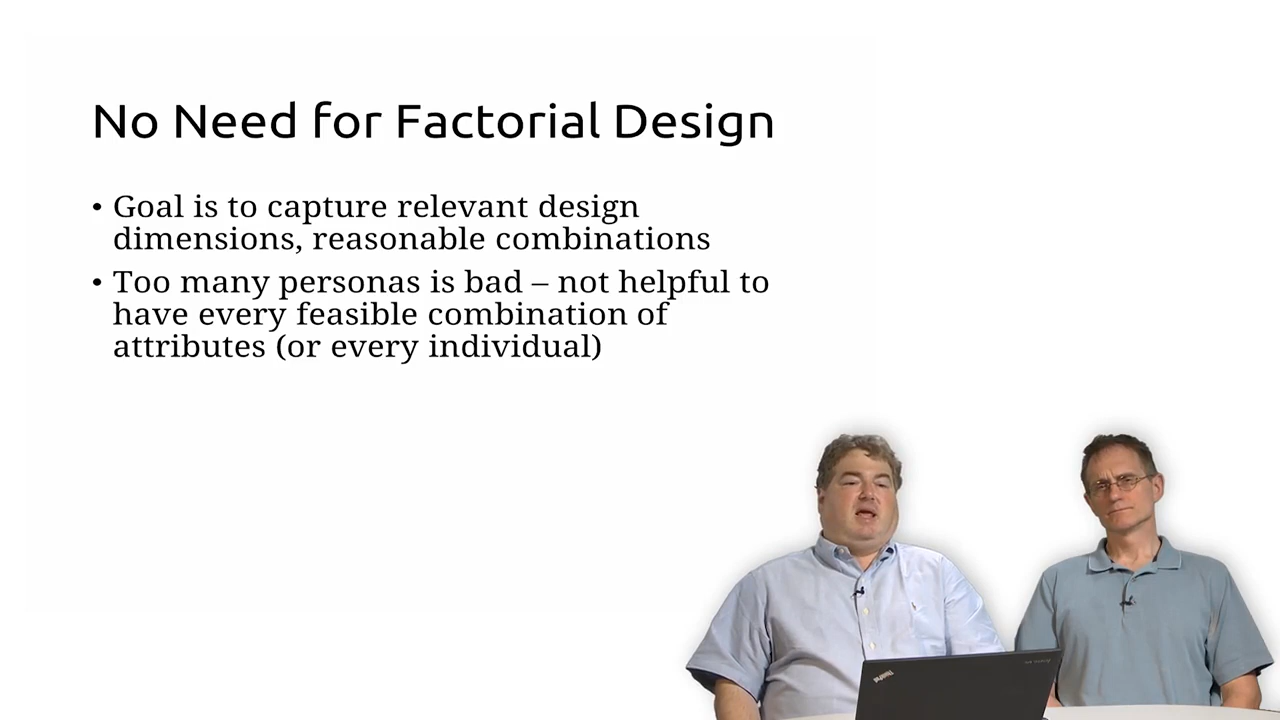 No Need for Factorial Design
• Goal is to capture relevant design
dimensions, reasonable combinations
• Too many personas is bad – not helpful to
have every feasible combination of
attributes (or every individual)
ThinkPad